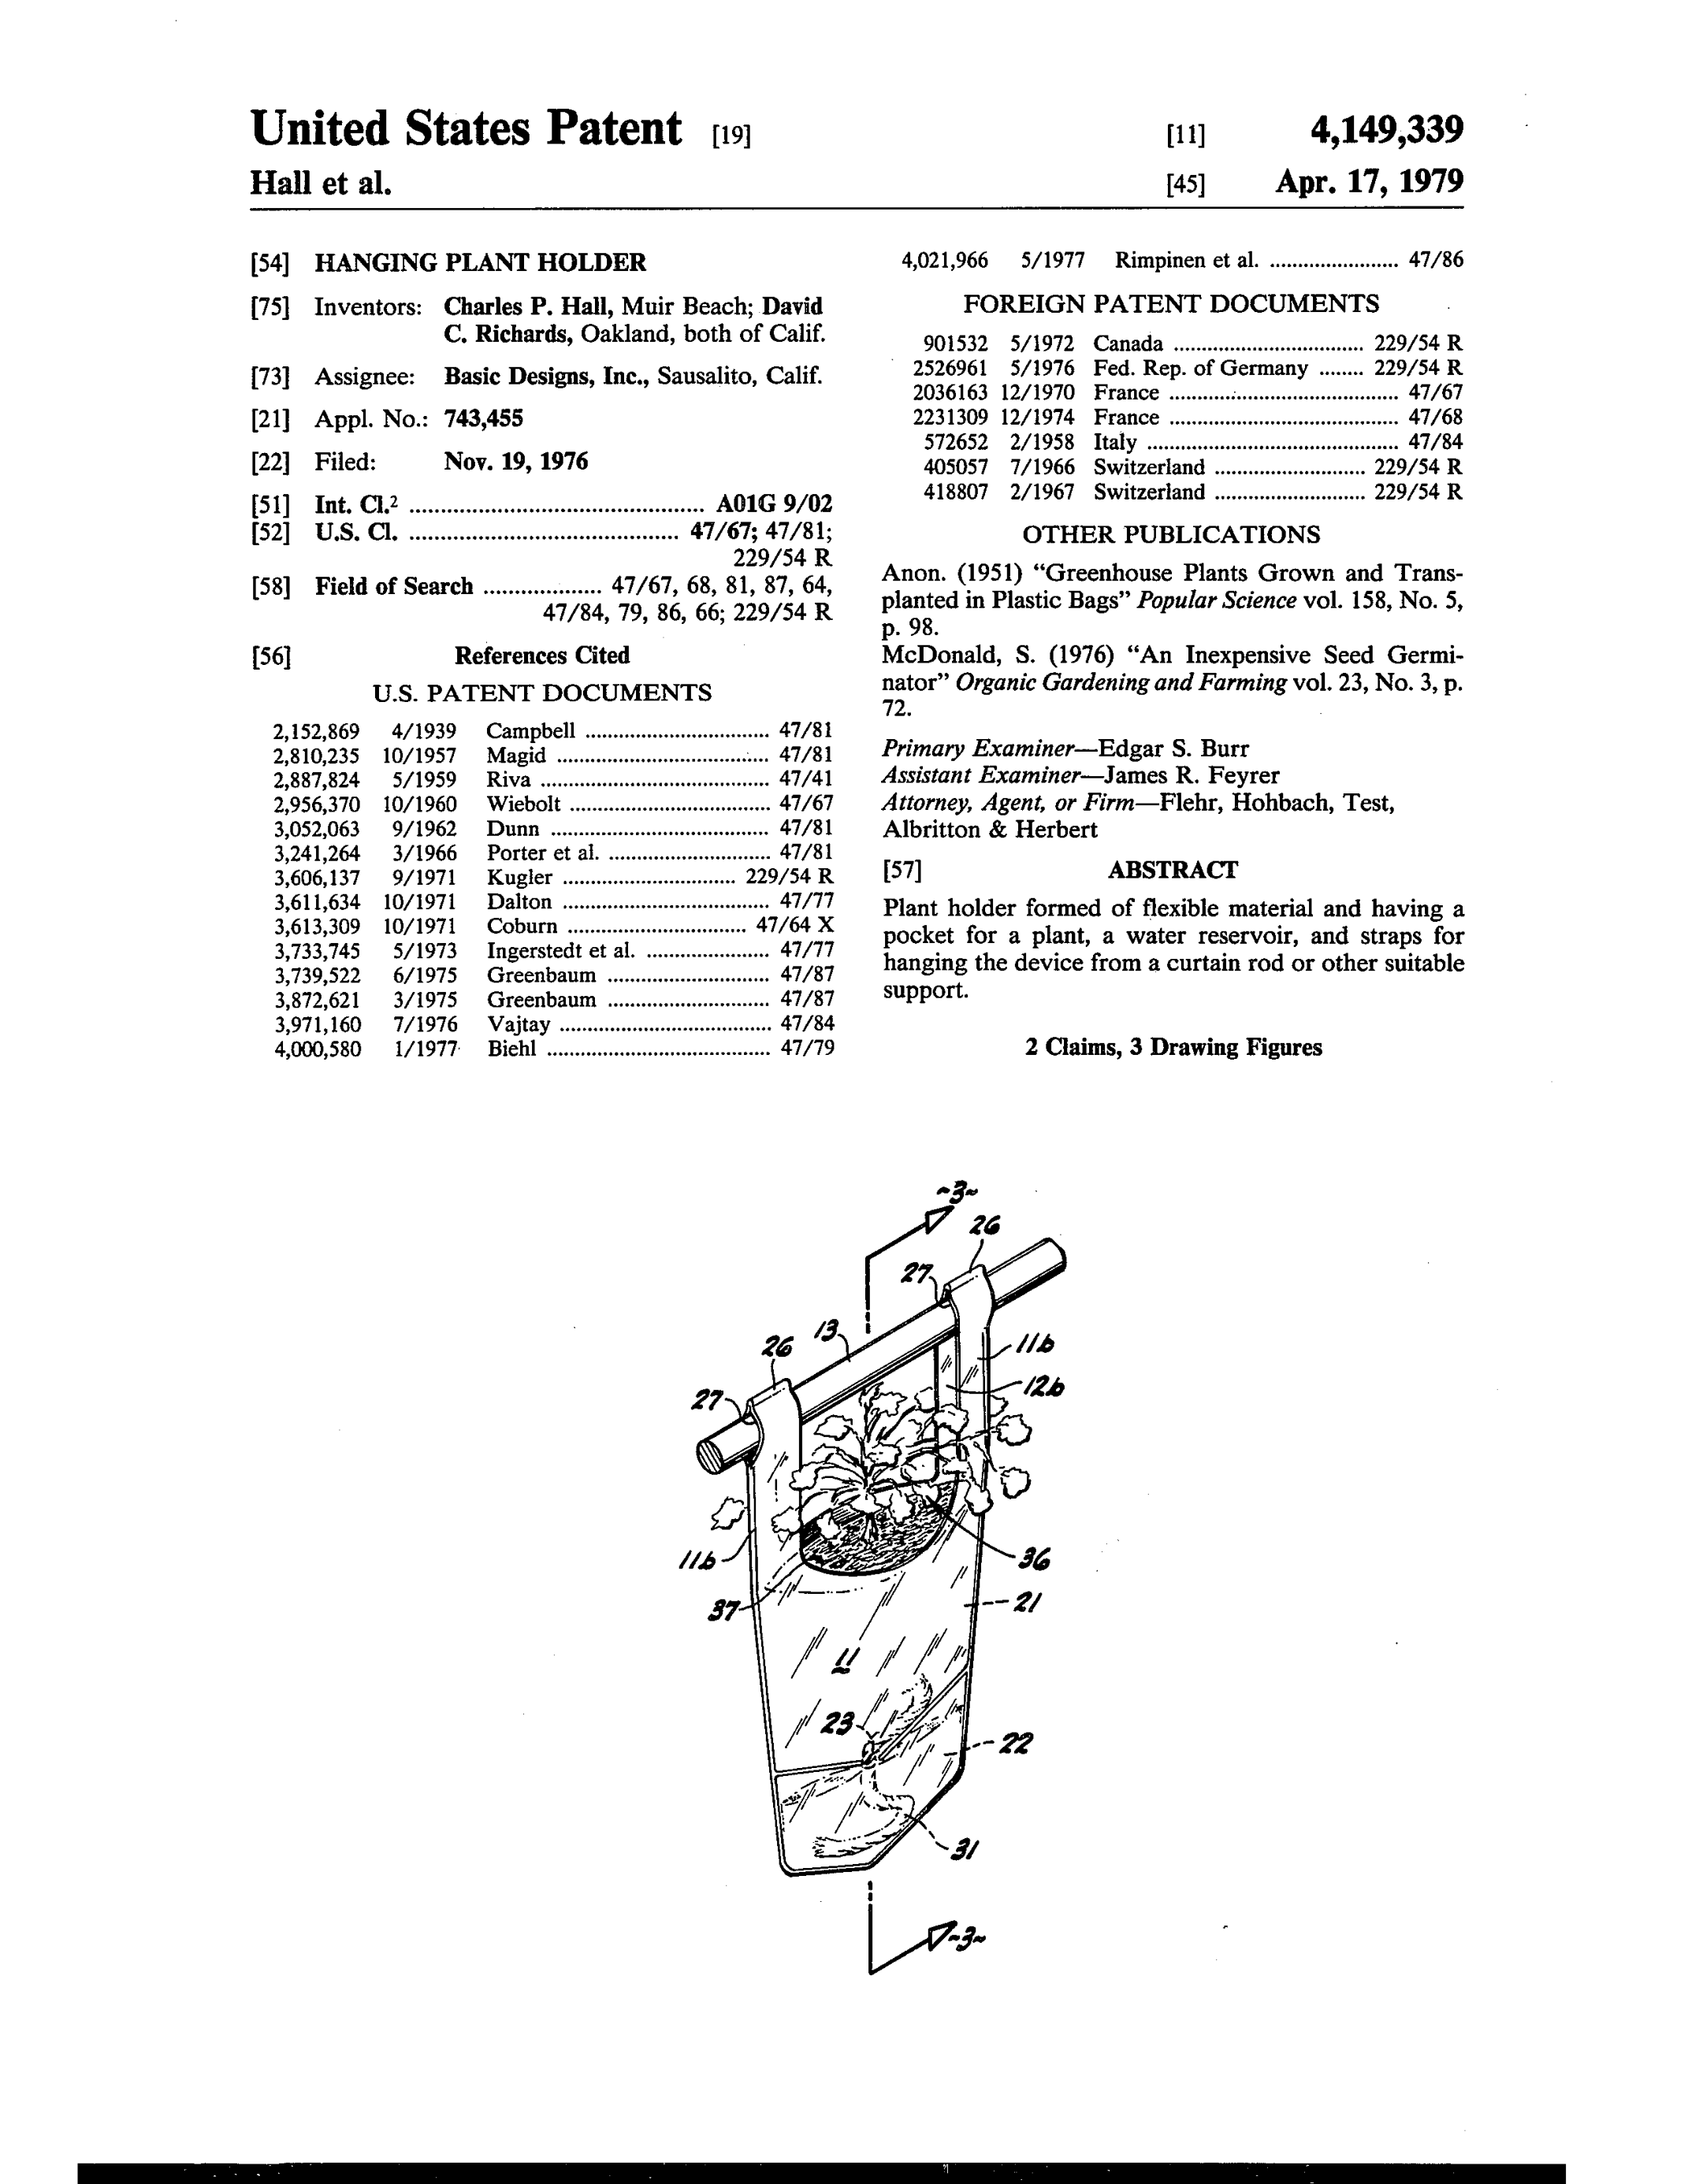 United States Patent [19]
[11] 4,149,339
Hall et al.
[45] Apr. 17, 1979
[54] HANGING PLANT HOLDER
[75] Inventors: Charles P. Hall, Muir Beach; David
C. Richards, Oakland, both of Calif.
[73] Assignee: Basic Designs, Inc., Sausalito, Calif.
[21] Appl. No.: 743,455
[22] Filed: Nov. 19, 1976
[51] Int. Cl.² .................................................... A01G 9/02
[52] U.S. Cl. ................................................ 47/67; 47/81;
229/54 R
[58] Field of Search ..................... 47/67, 68, 81, 87, 64,
47/84, 79, 86, 66; 229/54 R
[56] References Cited
U.S. PATENT DOCUMENTS
2,152,869 4/1939 Campbell ................................. 47/81
2,810,235 10/1957 Magid ...................................... 47/81
2,887,824 5/1959 Riva ......................................... 47/41
2,956,370 10/1960 Wiebolt .................................... 47/67
3,052,063 9/1962 Dunn ....................................... 47/81
3,241,264 3/1966 Porter et al. ............................. 47/81
3,606,137 9/1971 Kugler ............................... 229/54 R
3,611,634 10/1971 Dalton ..................................... 47/77
3,613,309 10/1971 Coburn ................................ 47/64 X
3,733,745 5/1973 Ingerstedt et al. ...................... 47/77
3,739,522 6/1975 Greenbaum ............................. 47/87
3,872,621 3/1975 Greenbaum ............................. 47/87
3,971,160 7/1976 Vajtay ...................................... 47/84
4,000,580 1/1977 Biehl ........................................ 47/79
4,021,966 5/1977 Rimpinen et al. ....................... 47/86
FOREIGN PATENT DOCUMENTS
901532 5/1972 Canada .................................. 229/54 R
2526961 5/1976 Fed. Rep. of Germany ........ 229/54 R
2036163 12/1970 France ......................................... 47/67
2231309 12/1974 France ......................................... 47/68
572652 2/1958 Italy ............................................. 47/84
405057 7/1966 Switzerland ........................... 229/54 R
418807 2/1967 Switzerland ........................... 229/54 R
OTHER PUBLICATIONS
Anon. (1951) “Greenhouse Plants Grown and Trans-
planted in Plastic Bags” Popular Science vol. 158, No. 5,
p. 98.
McDonald, S. (1976) “An Inexpensive Seed Germi-
nator” Organic Gardening and Farming vol. 23, No. 3, p.
72.
Primary Examiner—Edgar S. Burr
Assistant Examiner—James R. Feyrer
Attorney, Agent, or Firm—Flehr, Hohbach, Test,
Albritton & Herbert
[57] ABSTRACT
Plant holder formed of flexible material and having a
pocket for a plant, a water reservoir, and straps for
hanging the device from a curtain rod or other suitable
support.
2 Claims, 3 Drawing Figures
~3~
26
27
13
26
11b
12b
27
11b
36
37
21
11
23
22
31
~3~